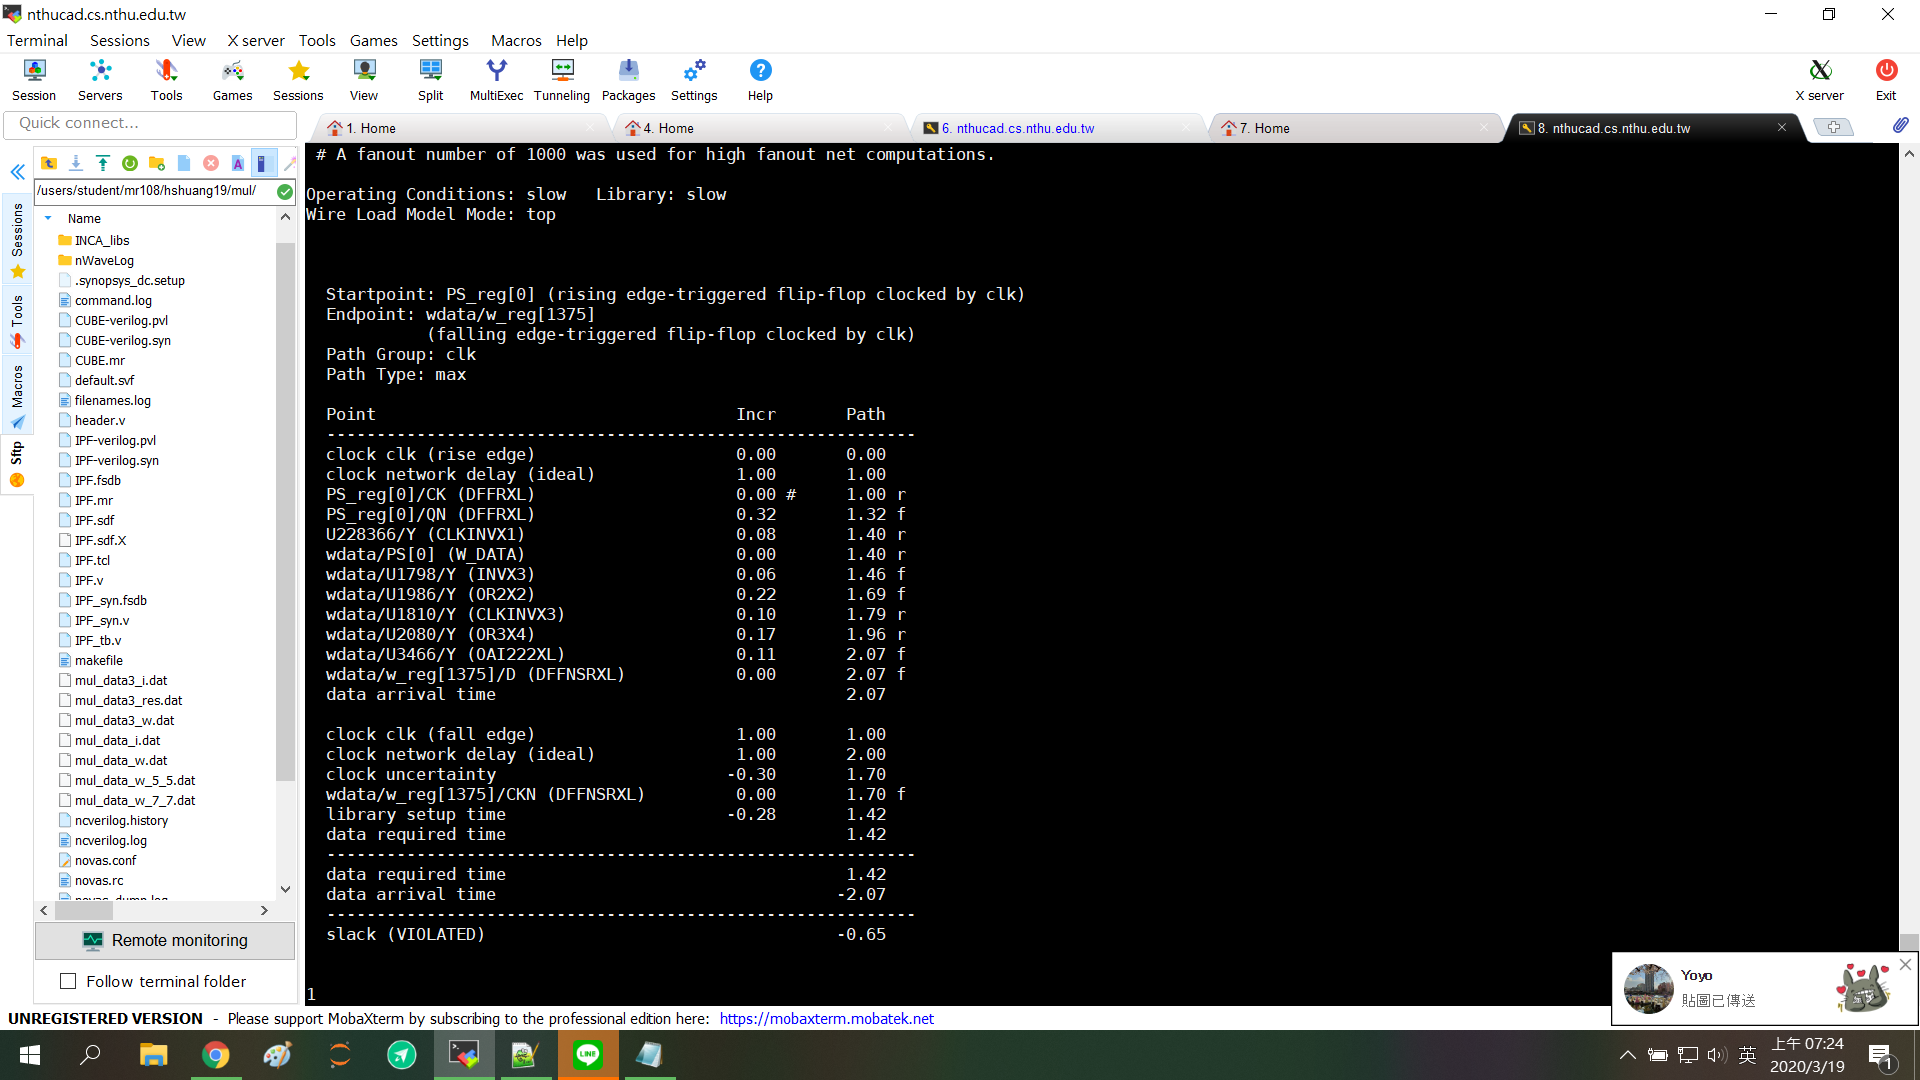 nthucad.cs.nthu.edu.tw
Terminal Sessions View X server Tools Games Settings Macros Help
Session Servers Tools Games Sessions View Split MultiExec Tunneling Packages Settings Help X server Exit
Quick connect...
1. Home
4. Home
6. nthucad.cs.nthu.edu.tw
7. Home
8. nthucad.cs.nthu.edu.tw
Sessions
Tools
Macros
Sftp
/users/student/mr108/hshuang19/mul/
Name
INCA_libs
nWaveLog
.synopsys_dc.setup
command.log
CUBE-verilog.pvl
CUBE-verilog.syn
CUBE.mr
default.svf
filenames.log
header.v
IPF-verilog.pvl
IPF-verilog.syn
IPF.fsdb
IPF.mr
IPF.sdf
IPF.sdf.X
IPF.tcl
IPF.v
IPF_syn.fsdb
IPF_syn.v
IPF_tb.v
makefile
mul_data3_i.dat
mul_data3_res.dat
mul_data3_w.dat
mul_data_i.dat
mul_data_w.dat
mul_data_w_5_5.dat
mul_data_w_7_7.dat
ncverilog.history
ncverilog.log
novas.conf
novas.rc
novas_dump.log
Remote monitoring
Follow terminal folder
# A fanout number of 1000 was used for high fanout net computations.
Operating Conditions: slow Library: slow
Wire Load Model Mode: top
Startpoint: PS_reg[0] (rising edge-triggered flip-flop clocked by clk)
Endpoint: wdata/w_reg[1375]
(falling edge-triggered flip-flop clocked by clk)
Path Group: clk
Path Type: max
Point Incr Path
-----------------------------------------------------------
clock clk (rise edge) 0.00 0.00
clock network delay (ideal) 1.00 1.00
PS_reg[0]/CK (DFFRXL) 0.00 # 1.00 r
PS_reg[0]/QN (DFFRXL) 0.32 1.32 f
U228366/Y (CLKINVX1) 0.08 1.40 r
wdata/PS[0] (W_DATA) 0.00 1.40 r
wdata/U1798/Y (INVX3) 0.06 1.46 f
wdata/U1986/Y (OR2X2) 0.22 1.69 f
wdata/U1810/Y (CLKINVX3) 0.10 1.79 r
wdata/U2080/Y (OR3X4) 0.17 1.96 r
wdata/U3466/Y (OAI222XL) 0.11 2.07 f
wdata/w_reg[1375]/D (DFFNSRXL) 0.00 2.07 f
data arrival time 2.07
clock clk (fall edge) 1.00 1.00
clock network delay (ideal) 1.00 2.00
clock uncertainty -0.30 1.70
wdata/w_reg[1375]/CKN (DFFNSRXL) 0.00 1.70 f
library setup time -0.28 1.42
data required time 1.42
-----------------------------------------------------------
data required time 1.42
data arrival time -2.07
-----------------------------------------------------------
slack (VIOLATED) -0.65
1
Yoyo
貼圖已傳送
UNREGISTERED VERSION - Please support MobaXterm by subscribing to the professional edition here: https://mobaxterm.mobatek.net
英
上午 07:24
2020/3/19
1